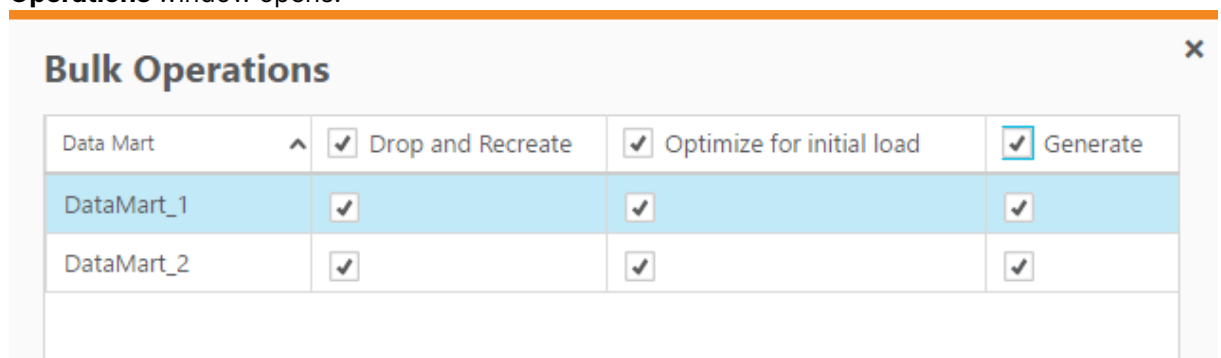 Operations window opens.
Bulk Operations
Data Mart Drop and Recreate Optimize for initial load Generate
DataMart_1
DataMart_2